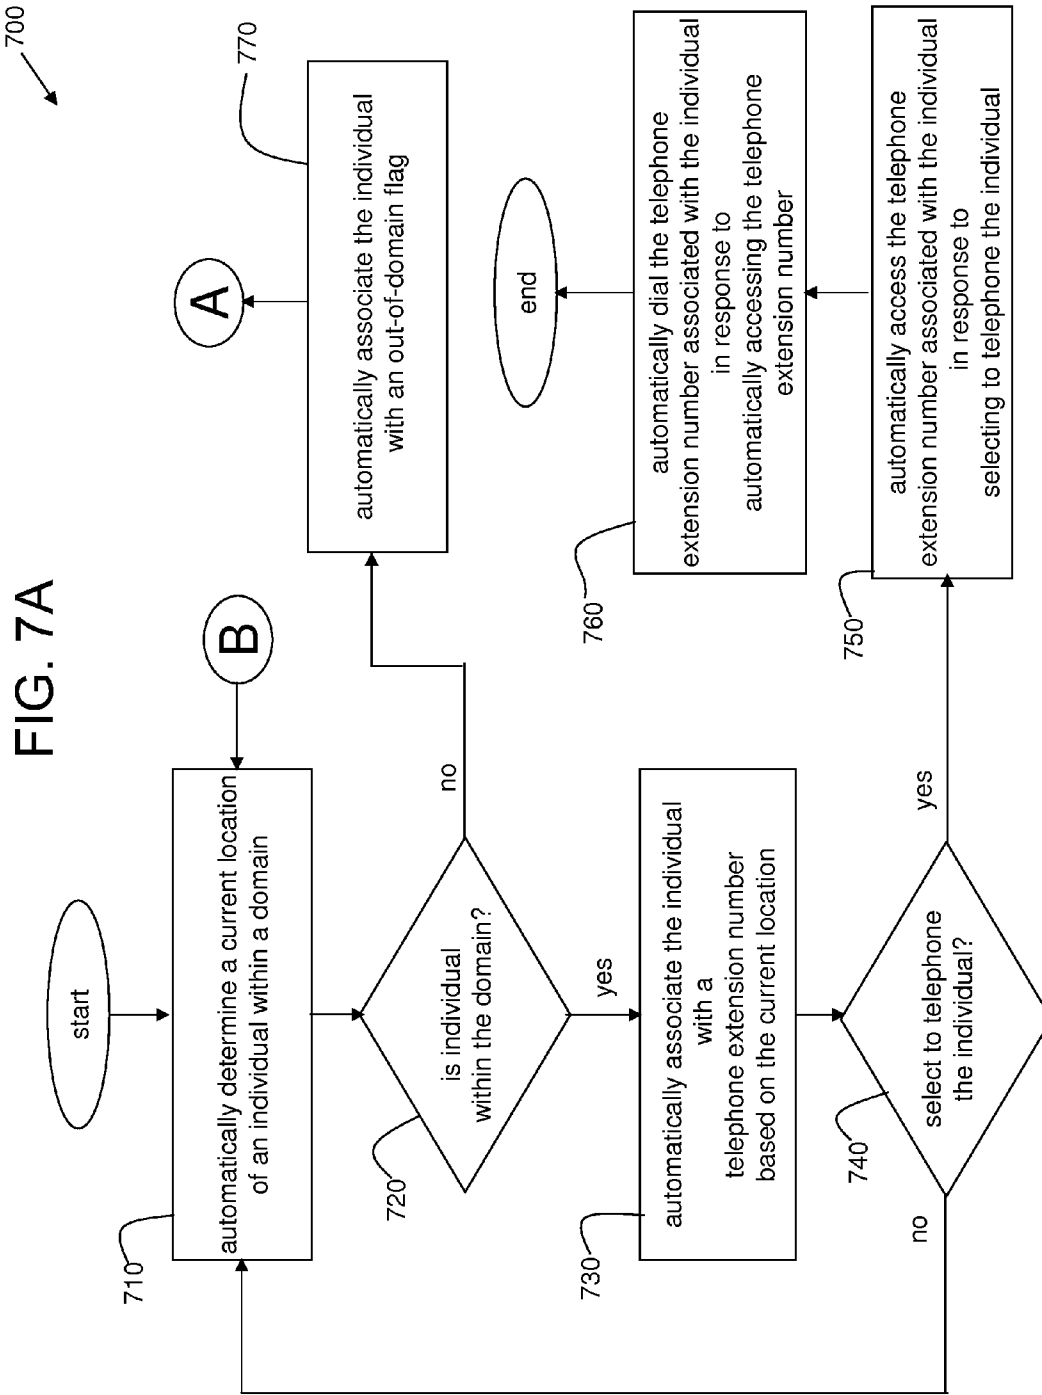 FIG. 7A
700
start
710
automatically determine a current location
of an individual within a domain
B
720
is individual
within the domain?
no
yes
770
automatically associate the individual
with an out-of-domain flag
A
730
automatically associate the individual
with a
telephone extension number
based on the current location
740
select to telephone
the individual?
no
yes
750
automatically access the telephone
extension number associated with the individual
in response to
selecting to telephone the individual
760
automatically dial the telephone
extension number associated with the individual
in response to
automatically accessing the telephone
extension number
end